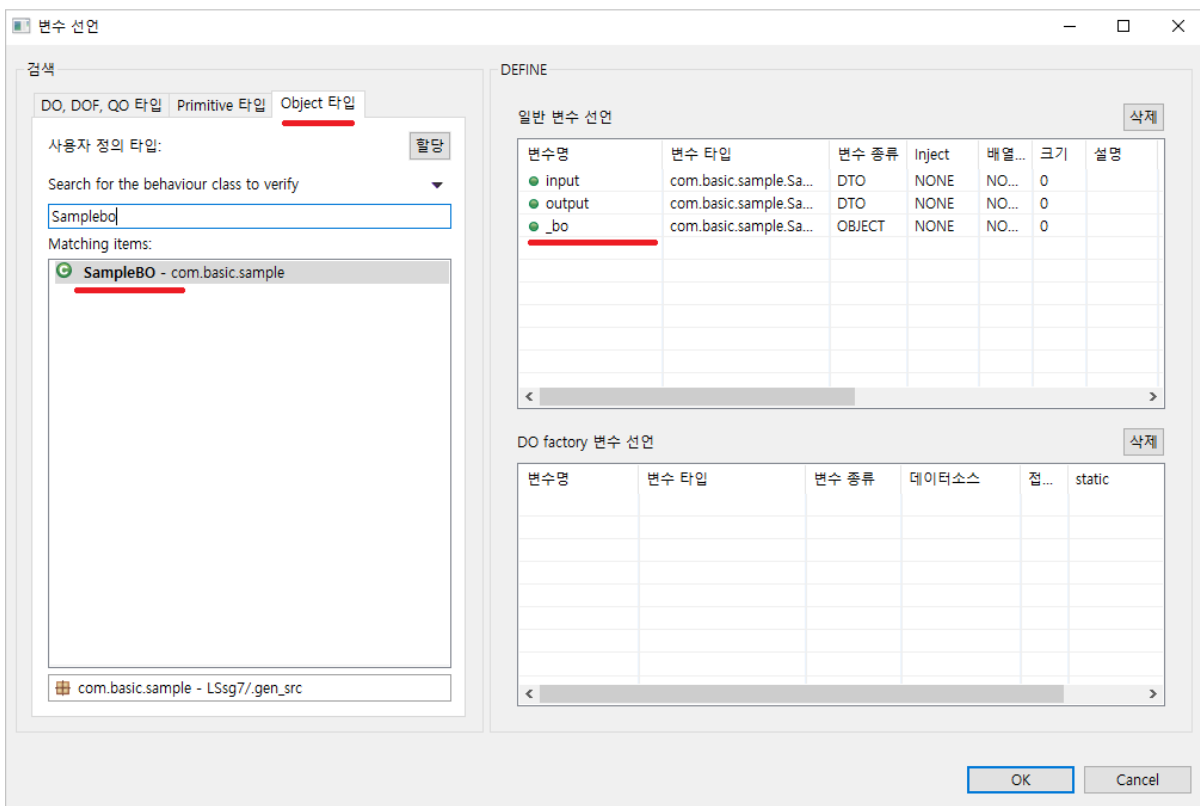 변수 선언
검색
DO, DOF, QO 타입 Primitive 타입 Object 타입
사용자 정의 타입: 할당
Search for the behaviour class to verify
Samplebo
Matching items:
SampleBO - com.basic.sample
com.basic.sample - LSsg7/.gen_src
DEFINE
일반 변수 선언 삭제
변수명 변수 타입 변수 종류 Inject 배열... 크기 설명
input com.basic.sample.Sa... DTO NONE NO... 0
output com.basic.sample.Sa... DTO NONE NO... 0
_bo com.basic.sample.Sa... OBJECT NONE NO... 0
DO factory 변수 선언 삭제
변수명 변수 타입 변수 종류 데이터소스 접... static
OK Cancel